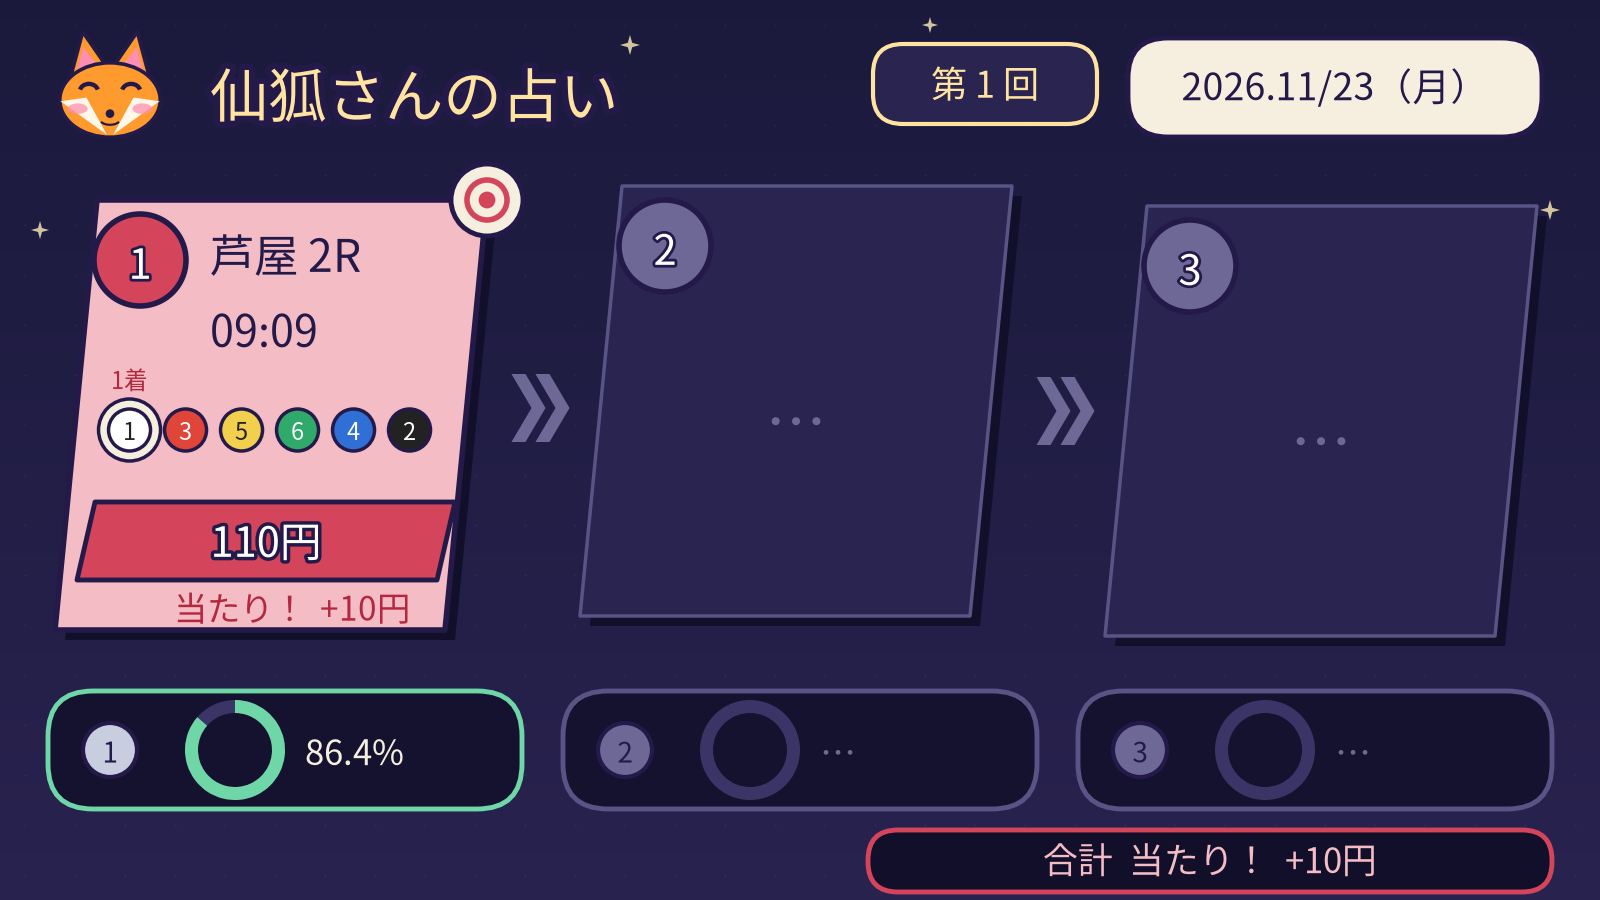 仙狐さんの占い
第1回
2026.11/23（月）
1
芦屋 2R
09:09
1着
1 3 5 6 4 2
110円
当たり！ +10円
2
...
3
...
1
86.4%
2
...
3
...
合計 当たり！ +10円